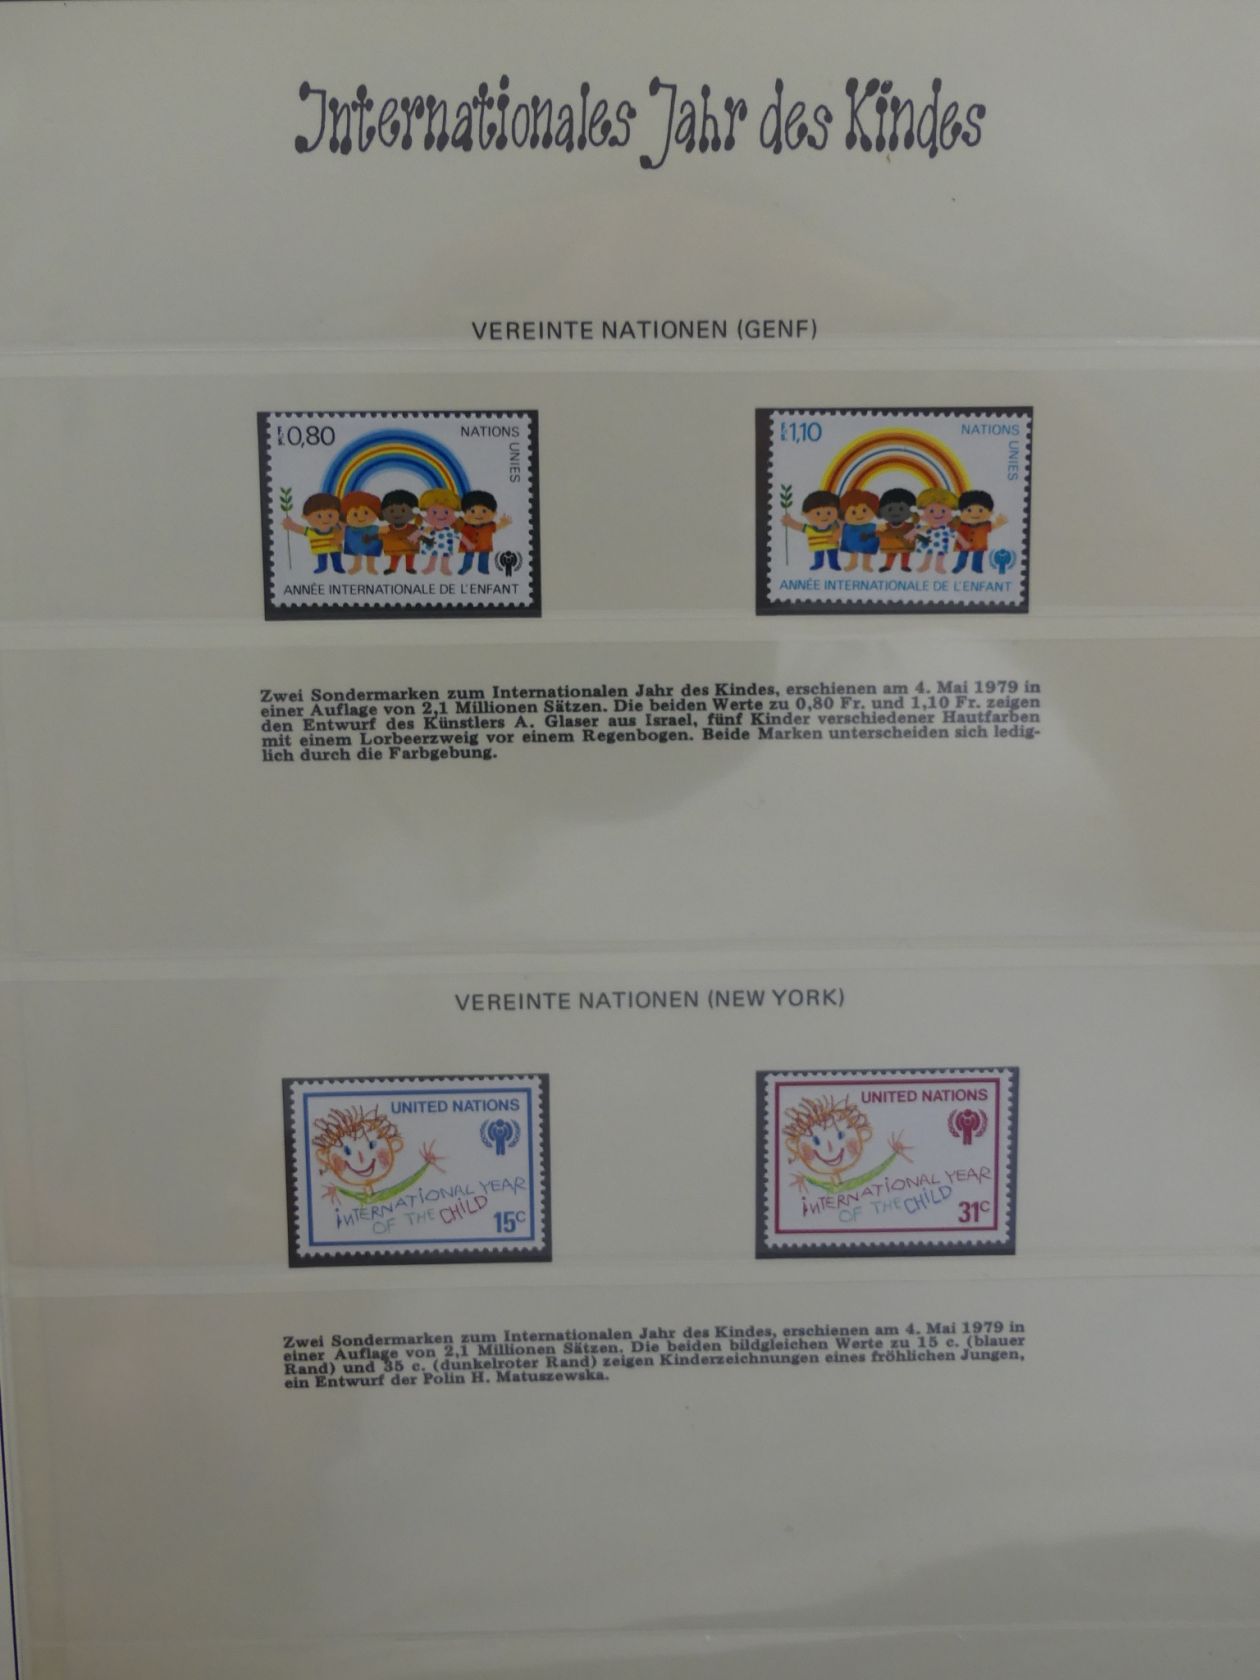 Internationales Jahr des Kindes
VEREINTE NATIONEN (GENF)
F.S. 0,80
NATIONS
UNIES
ANNÉE INTERNATIONALE DE L'ENFANT
F.S. 1,10
NATIONS
UNIES
ANNÉE INTERNATIONALE DE L'ENFANT
Zwei Sondermarken zum Internationalen Jahr des Kindes, erschienen am 4. Mai 1979 in
einer Auflage von 2,1 Millionen Sätzen. Die beiden Werte zu 0,80 Fr. und 1,10 Fr. zeigen
den Entwurf des Künstlers A. Glaser aus Israel, fünf Kinder verschiedener Hautfarben
mit einem Lorbeerzweig vor einem Regenbogen. Beide Marken unterscheiden sich ledig-
lich durch die Farbgebung.
VEREINTE NATIONEN (NEW YORK)
UNITED NATIONS
INTERNATIONAL YEAR
OF THE CHILD
15c
UNITED NATIONS
INTERNATIONAL YEAR
OF THE CHILD
31c
Zwei Sondermarken zum Internationalen Jahr des Kindes, erschienen am 4. Mai 1979 in
einer Auflage von 2,1 Millionen Sätzen. Die beiden bildgleichen Werte zu 15 c. (blauer
Rand) und 35 c. (dunkelroter Rand) zeigen Kinderzeichnungen eines fröhlichen Jungen,
ein Entwurf der Polin H. Matuszewska.